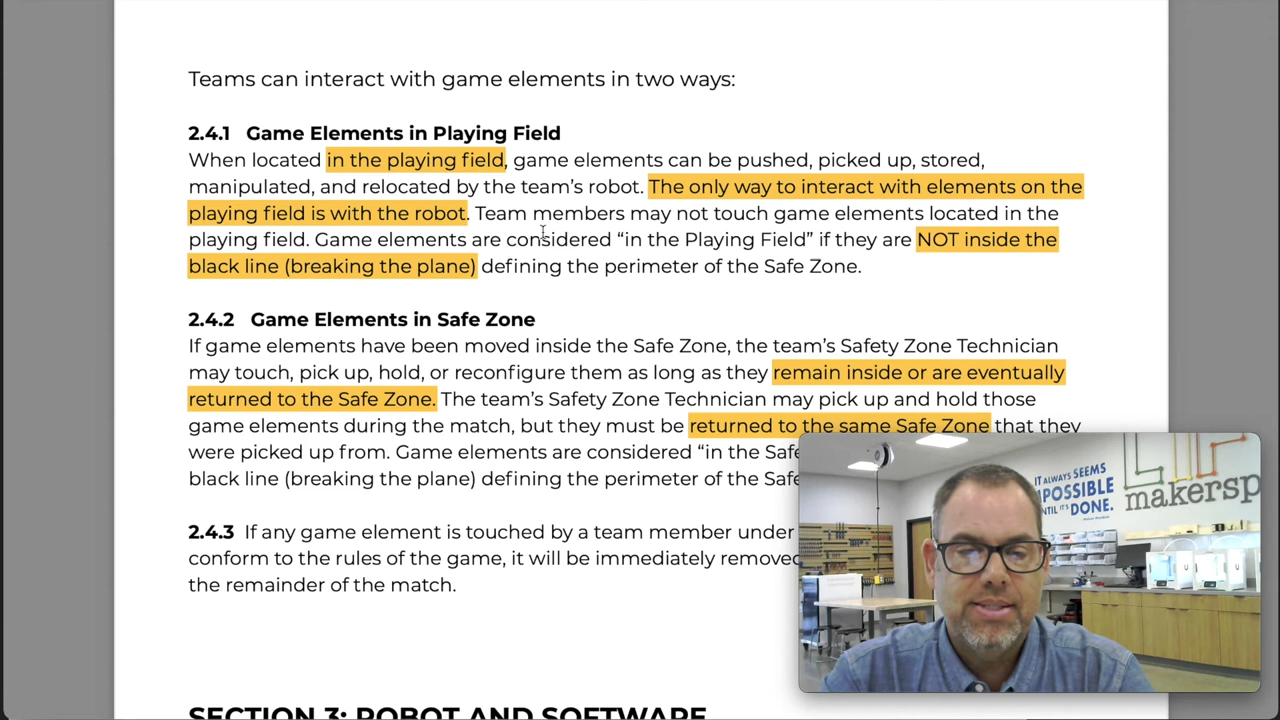 Teams can interact with game elements in two ways:
2.4.1 Game Elements in Playing Field
When located in the playing field, game elements can be pushed, picked up, stored,
manipulated, and relocated by the team’s robot. The only way to interact with elements on the
playing field is with the robot. Team members may not touch game elements located in the
playing field. Game elements are considered “in the Playing Field” if they are NOT inside the
black line (breaking the plane) defining the perimeter of the Safe Zone.
2.4.2 Game Elements in Safe Zone
If game elements have been moved inside the Safe Zone, the team’s Safety Zone Technician
may touch, pick up, hold, or reconfigure them as long as they remain inside or are eventually
returned to the Safe Zone. The team’s Safety Zone Technician may pick up and hold those
game elements during the match, but they must be returned to the same Safe Zone that they
were picked up from. Game elements are considered “in the Safe
black line (breaking the plane) defining the perimeter of the Safe
2.4.3 If any game element is touched by a team member under
conform to the rules of the game, it will be immediately removed
the remainder of the match.
SECTION 3: ROBOT AND SOFTWARE
IT ALWAYS SEEMS
MPOSSIBLE
NTIL IT'S DONE.
makersp